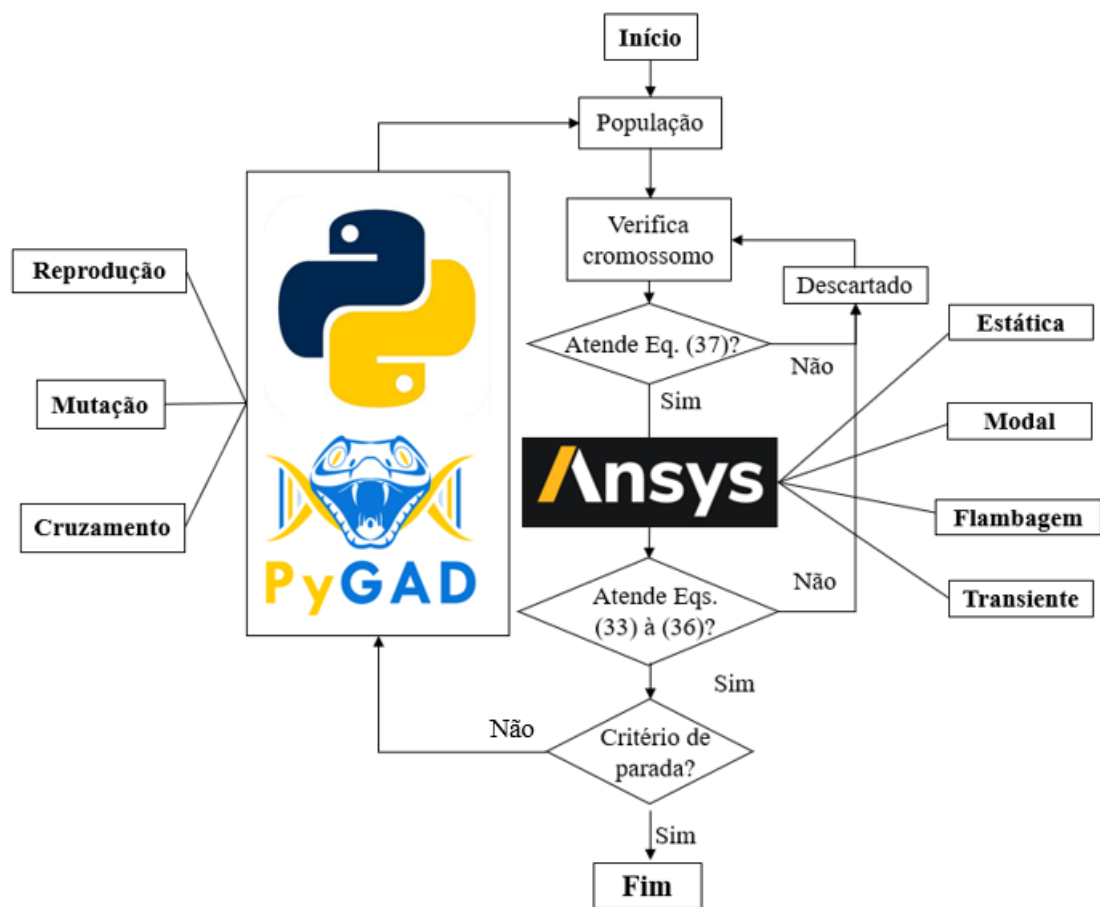 Início
População
Verifica
cromossomo
Descartado
Atende Eq. (37)?
Não
Sim
Ansys
Estática
Modal
Flambagem
Transiente
Atende Eqs.
(33) à (36)?
Não
Sim
Critério de
parada?
Não
Sim
Fim
Reprodução
Mutação
Cruzamento
PyGAD